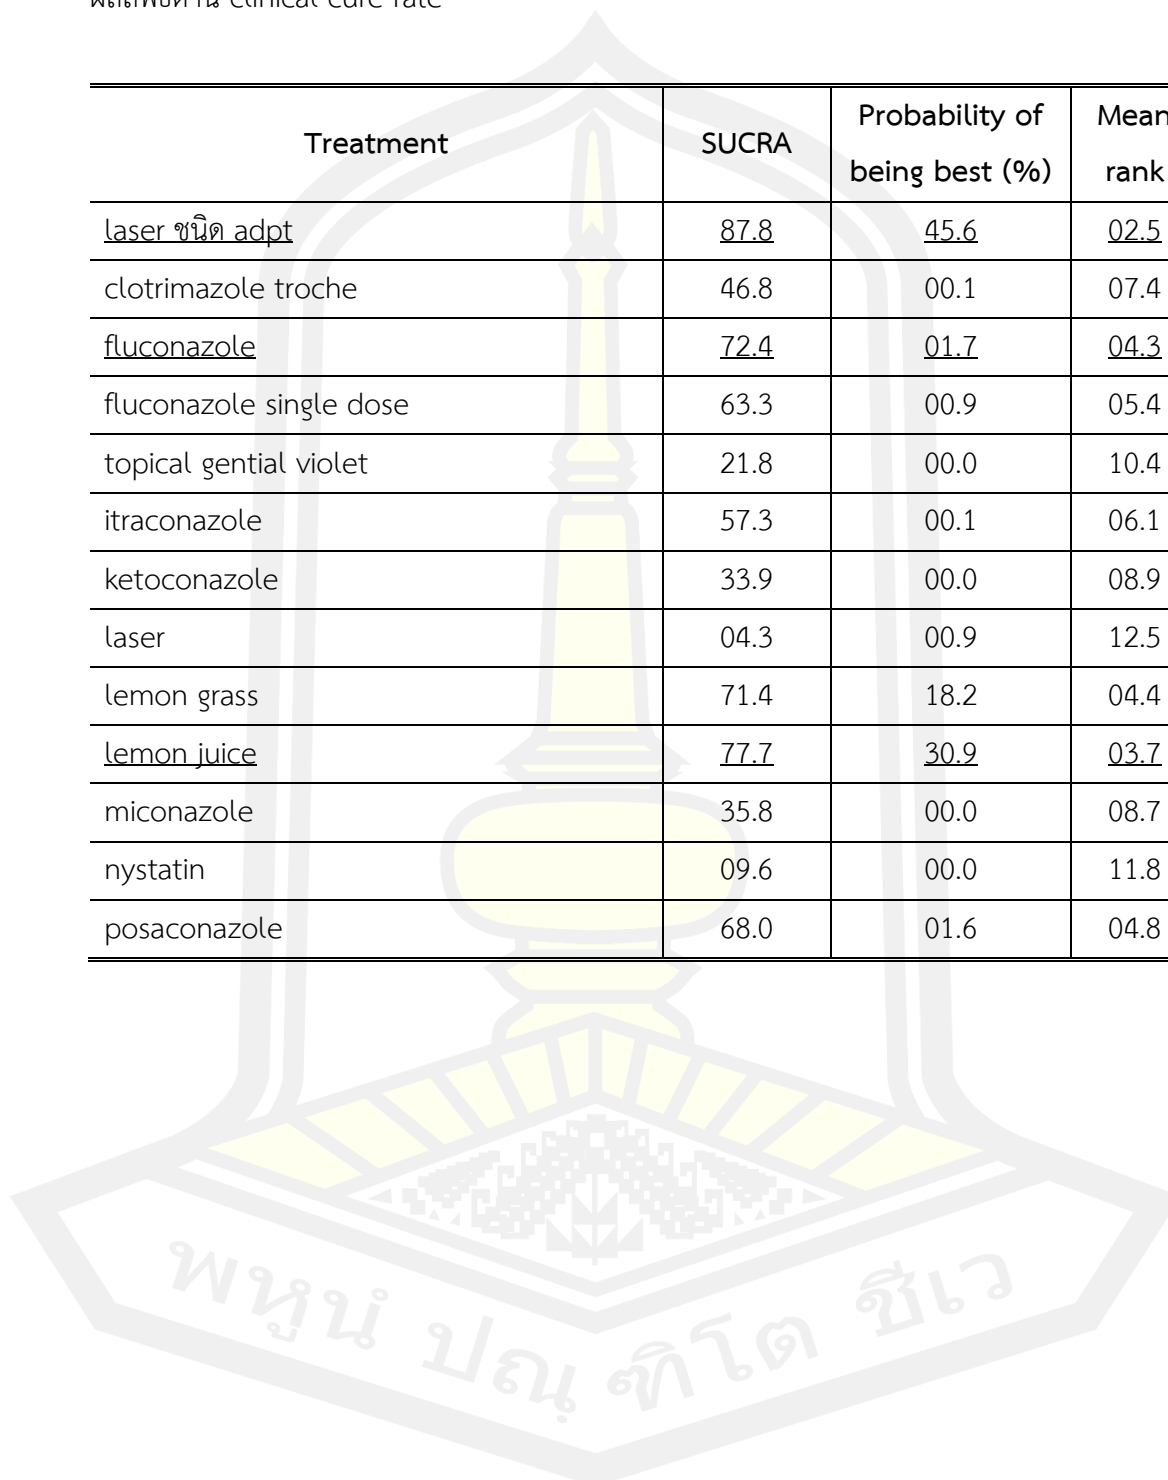 clinical cure rate
Treatment SUCRA Probability of being best (%) Mean rank
laser ชนิด adpt 87.8 45.6 02.5
clotrimazole troche 46.8 00.1 07.4
fluconazole 72.4 01.7 04.3
fluconazole single dose 63.3 00.9 05.4
topical gential violet 21.8 00.0 10.4
itraconazole 57.3 00.1 06.1
ketoconazole 33.9 00.0 08.9
laser 04.3 00.9 12.5
lemon grass 71.4 18.2 04.4
lemon juice 77.7 30.9 03.7
miconazole 35.8 00.0 08.7
nystatin 09.6 00.0 11.8
posaconazole 68.0 01.6 04.8
พหูนํ ปณฺฑิโต ชีเว